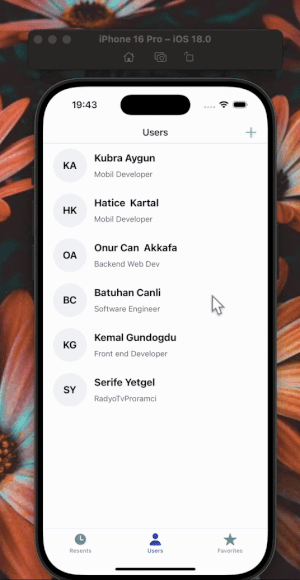 iPhone 16 Pro – iOS 18.0
19:43
Users
KA
Kubra Aygun
Mobil Developer
HK
Hatice Kartal
Mobil Developer
OA
Onur Can Akkafa
Backend Web Dev
BC
Batuhan Canli
Software Engineer
KG
Kemal Gundogdu
Front end Developer
SY
Serife Yetgel
RadyoTvProramci
Resents
Users
Favorites